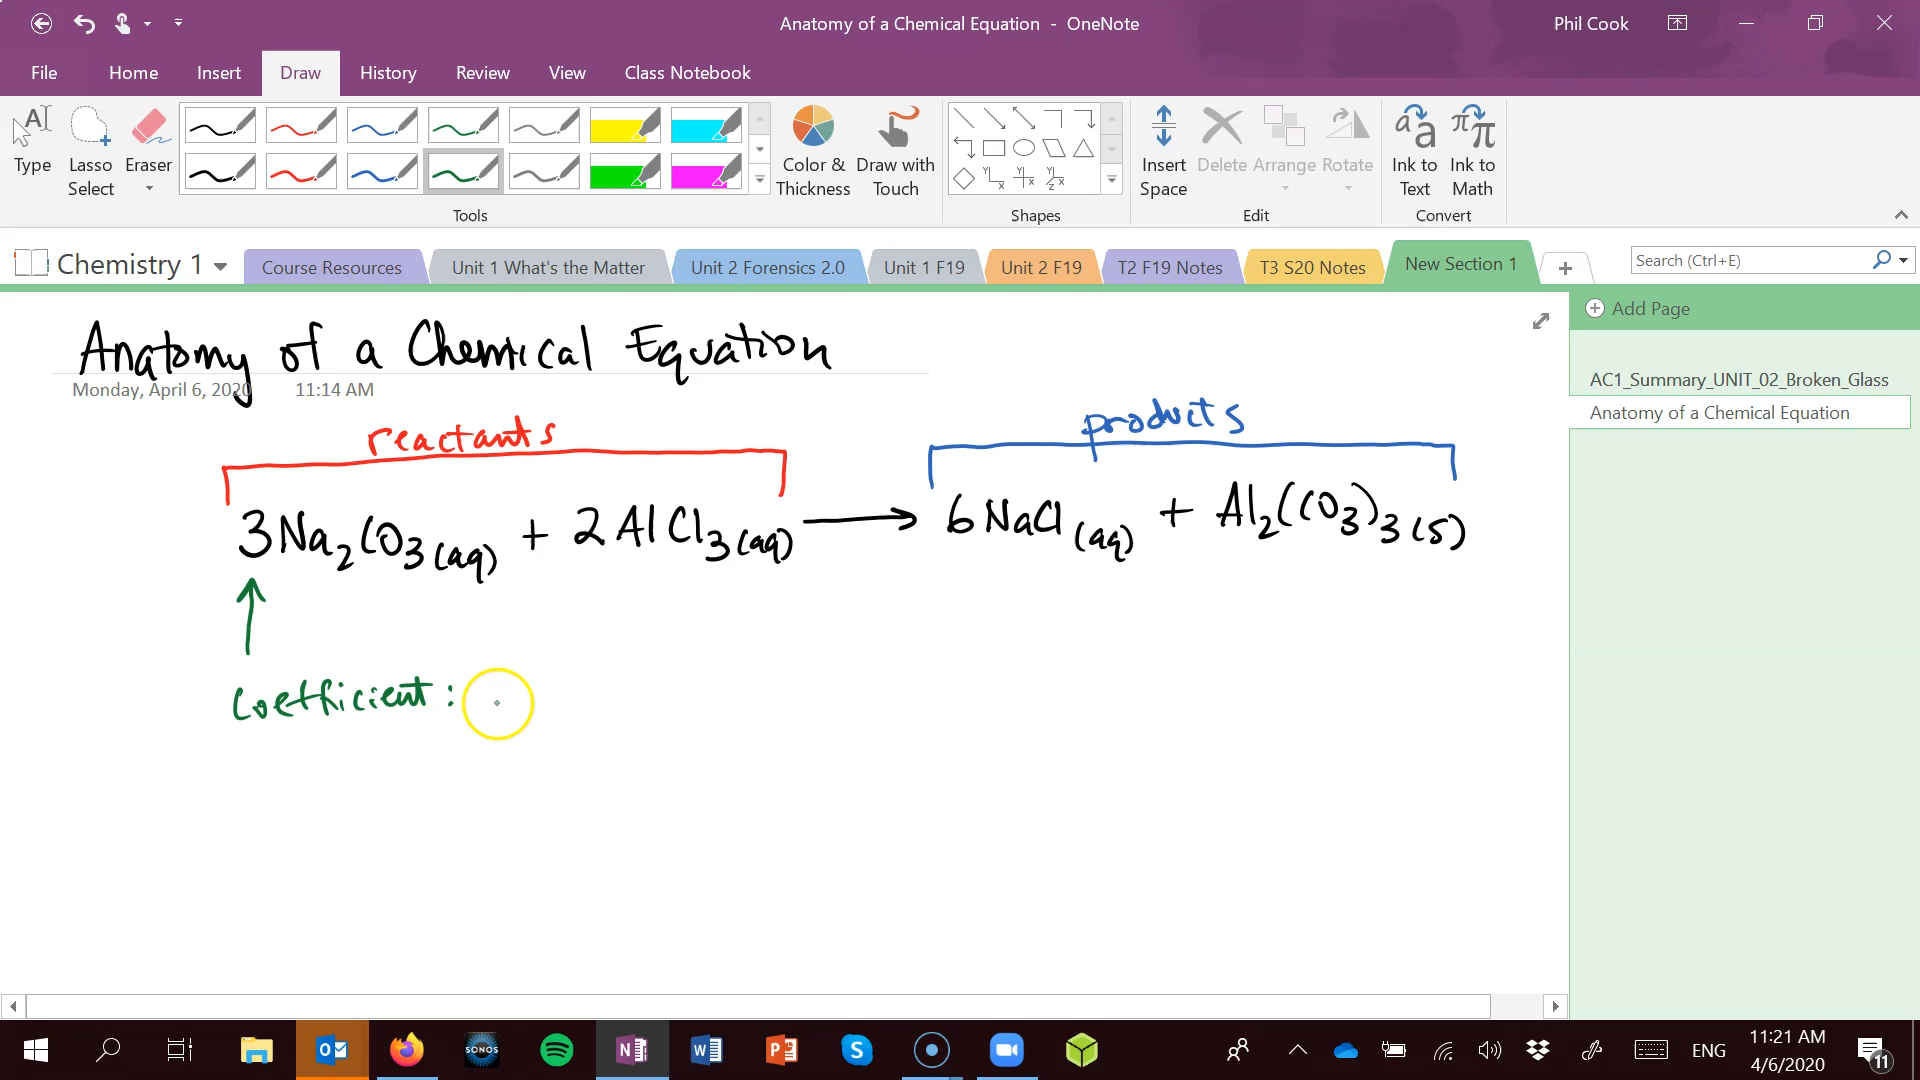 Anatomy of a Chemical Equation - OneNote
Phil Cook
File Home Insert Draw History Review View Class Notebook
Type
Lasso Select
Eraser
Color & Thickness
Draw with Touch
Insert Space
Delete Arrange Rotate
Ink to Text
Ink to Math
Tools Shapes Edit Convert
Chemistry 1 Course Resources Unit 1 What's the Matter Unit 2 Forensics 2.0 Unit 1 F19 Unit 2 F19 T2 F19 Notes T3 S20 Notes New Section 1 + Search (Ctrl+E)
Add Page
AC1_Summary_UNIT_02_Broken_Glass
Anatomy of a Chemical Equation
Anatomy of a Chemical Equation
Monday, April 6, 2020 11:14 AM
reactants products
3Na₂CO₃(aq) + 2AlCl₃(aq) → 6NaCl(aq) + Al₂(CO₃)₃(s)
coefficient:
SONOS
ENG
11:21 AM
4/6/2020
11